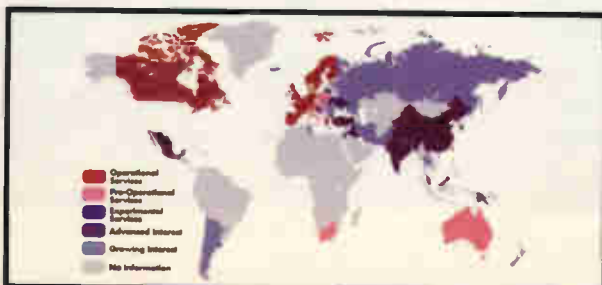 Operational
Services
Pre-Operational
Services
Experimental
Services
Advanced Interest
Growing Interest
No Information